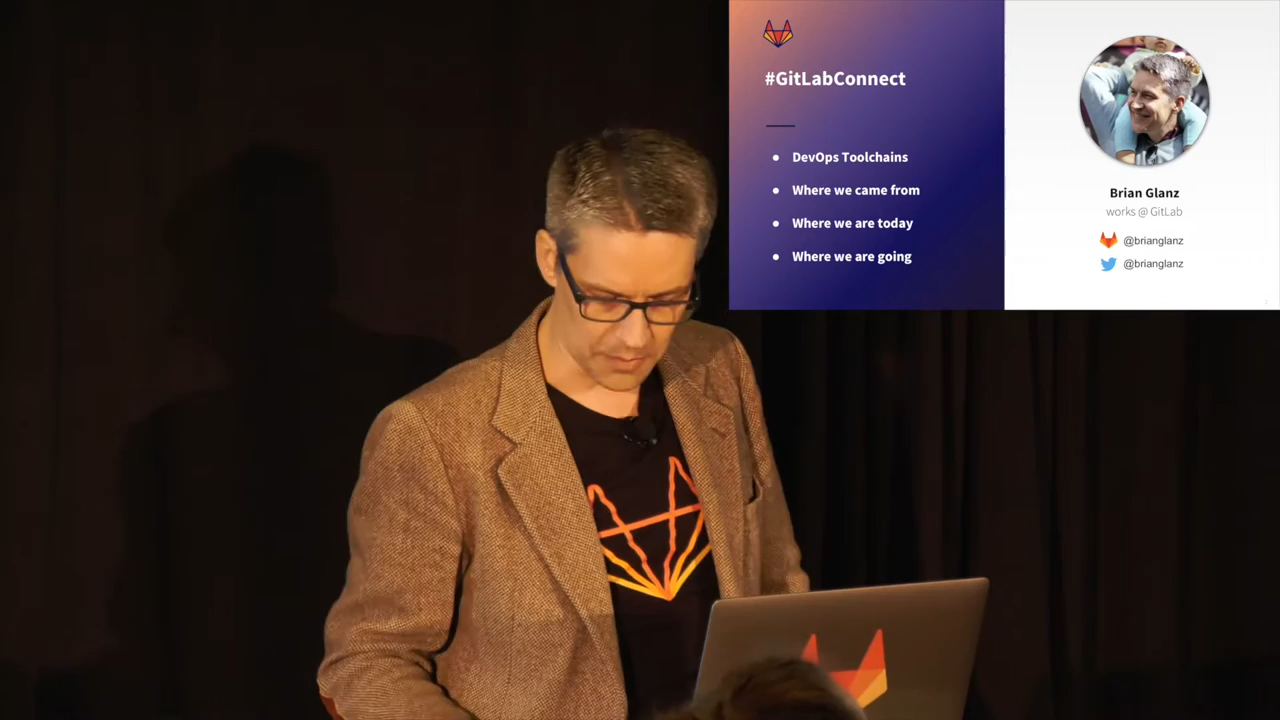 #GitLabConnect
● DevOps Toolchains
● Where we came from
● Where we are today
● Where we are going
Brian Glanz
works @ GitLab
@brianglanz
@brianglanz